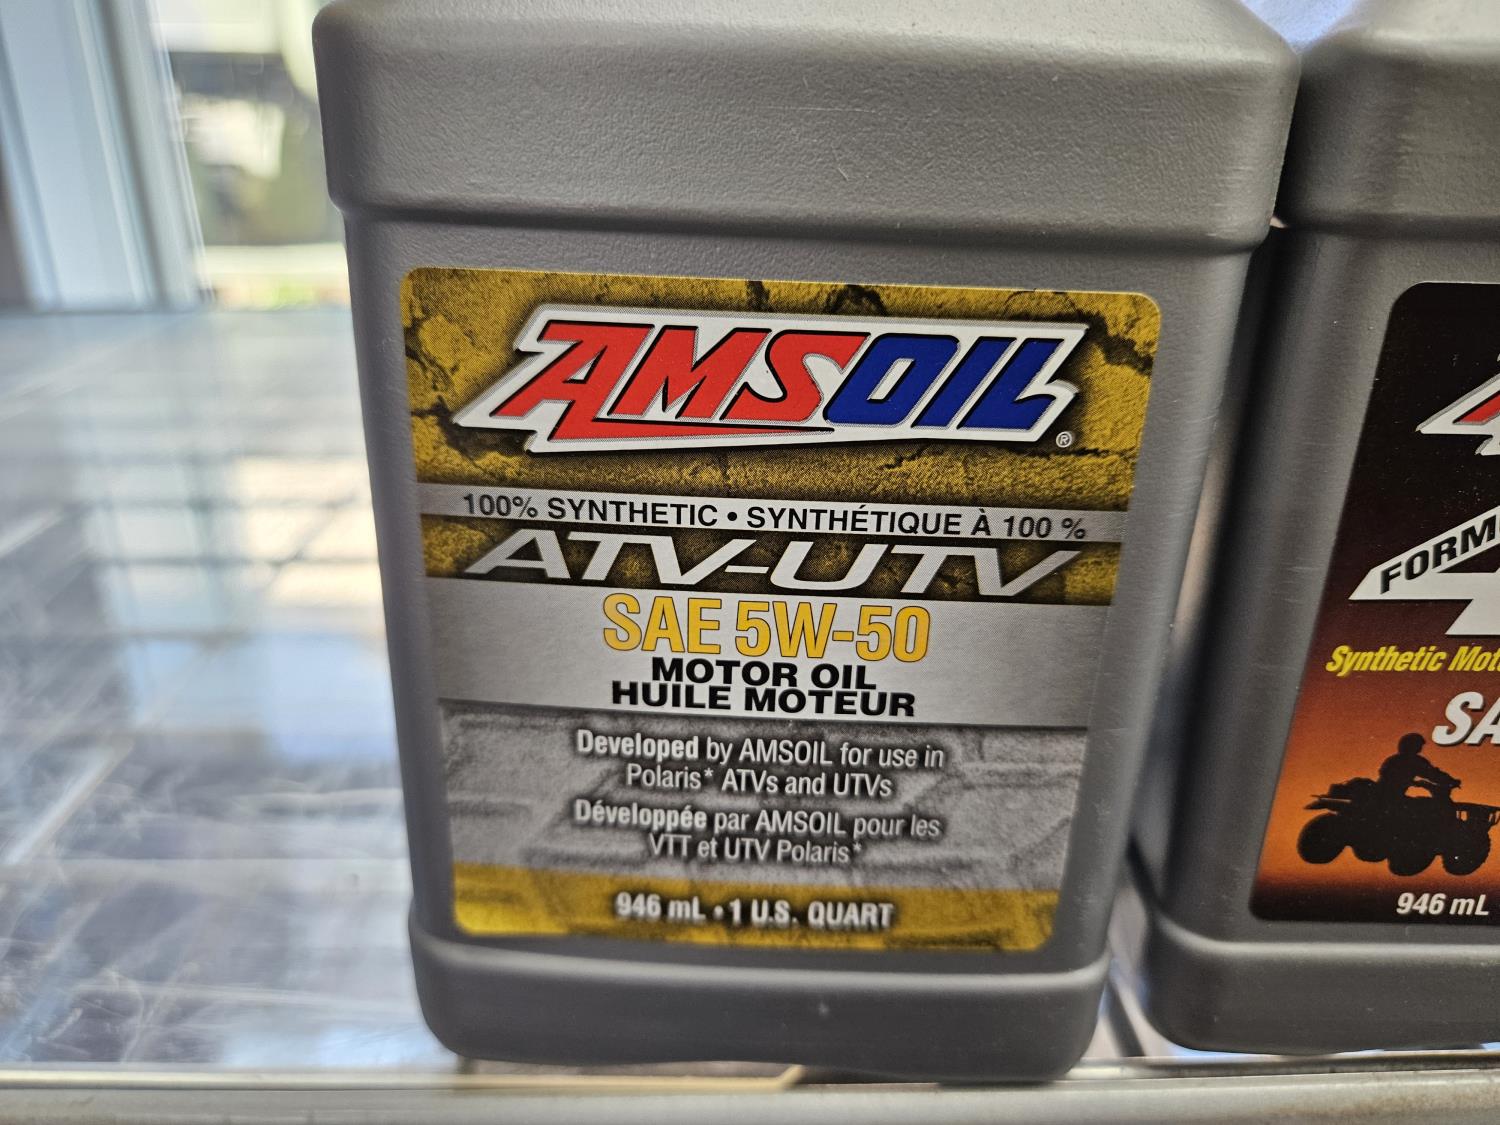 AMSOIL®
100% SYNTHETIC • SYNTHÉTIQUE À 100 %
ATV-UTV
SAE 5W-50
MOTOR OIL
HUILE MOTEUR
Developed by AMSOIL for use in
Polaris* ATVs and UTVs
Développée par AMSOIL pour les
VTT et UTV Polaris*
946 mL • 1 U.S. QUART
Synthetic
946 mL